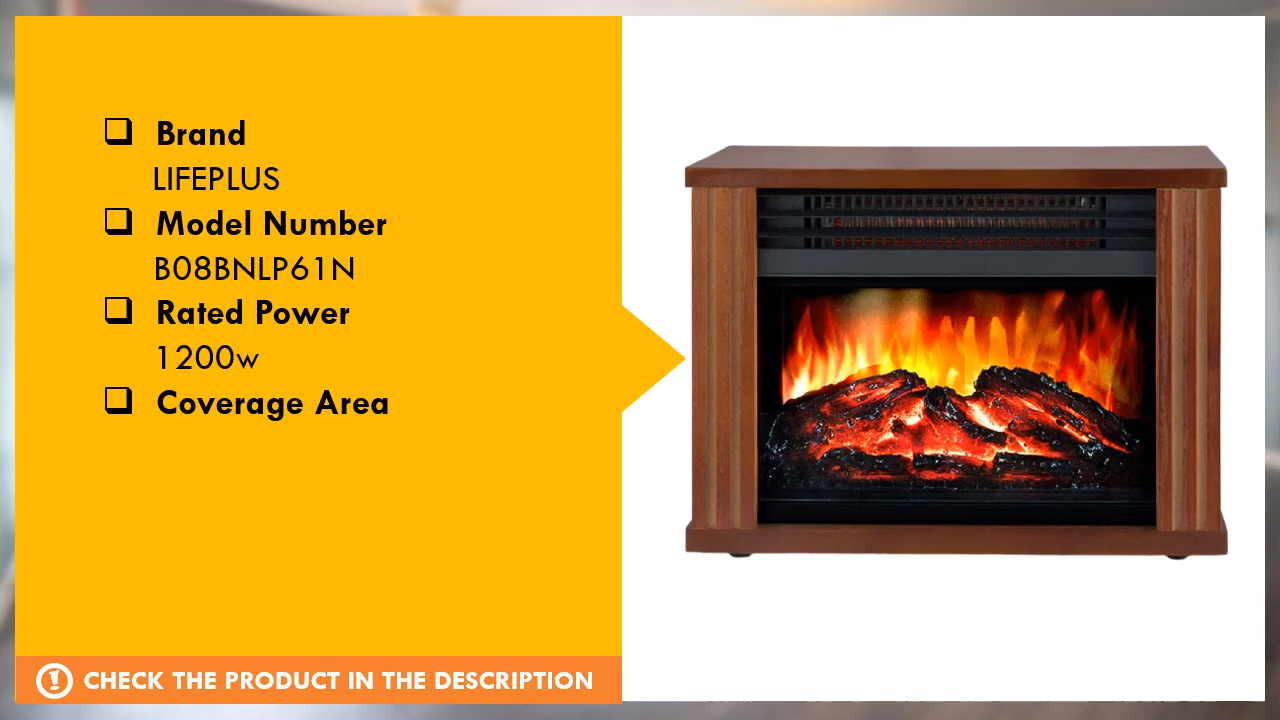 Brand
LIFEPLUS
Model Number
B08BNLP61N
Rated Power
1200w
Coverage Area
CHECK THE PRODUCT IN THE DESCRIPTION